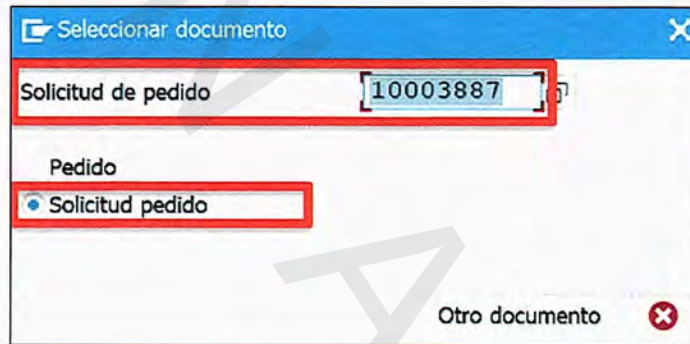 Seleccionar documento
Solicitud de pedido 10003887
Pedido
Solicitud pedido
Otro documento